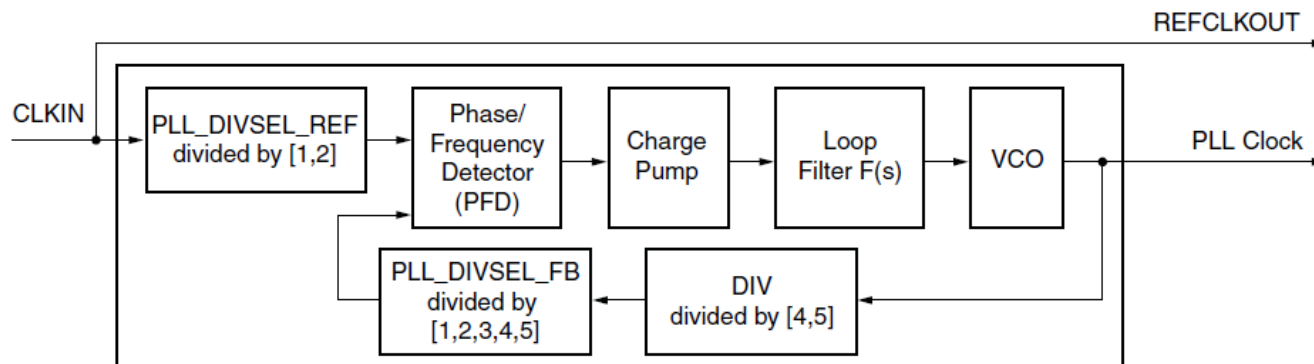 REFCLKOUT
CLKIN
PLL_DIVSEL_REF
divided by [1,2]
Phase/
Frequency
Detector
(PFD)
Charge
Pump
Loop
Filter F(s)
VCO
PLL Clock
PLL_DIVSEL_FB
divided by
[1,2,3,4,5]
DIV
divided by [4,5]